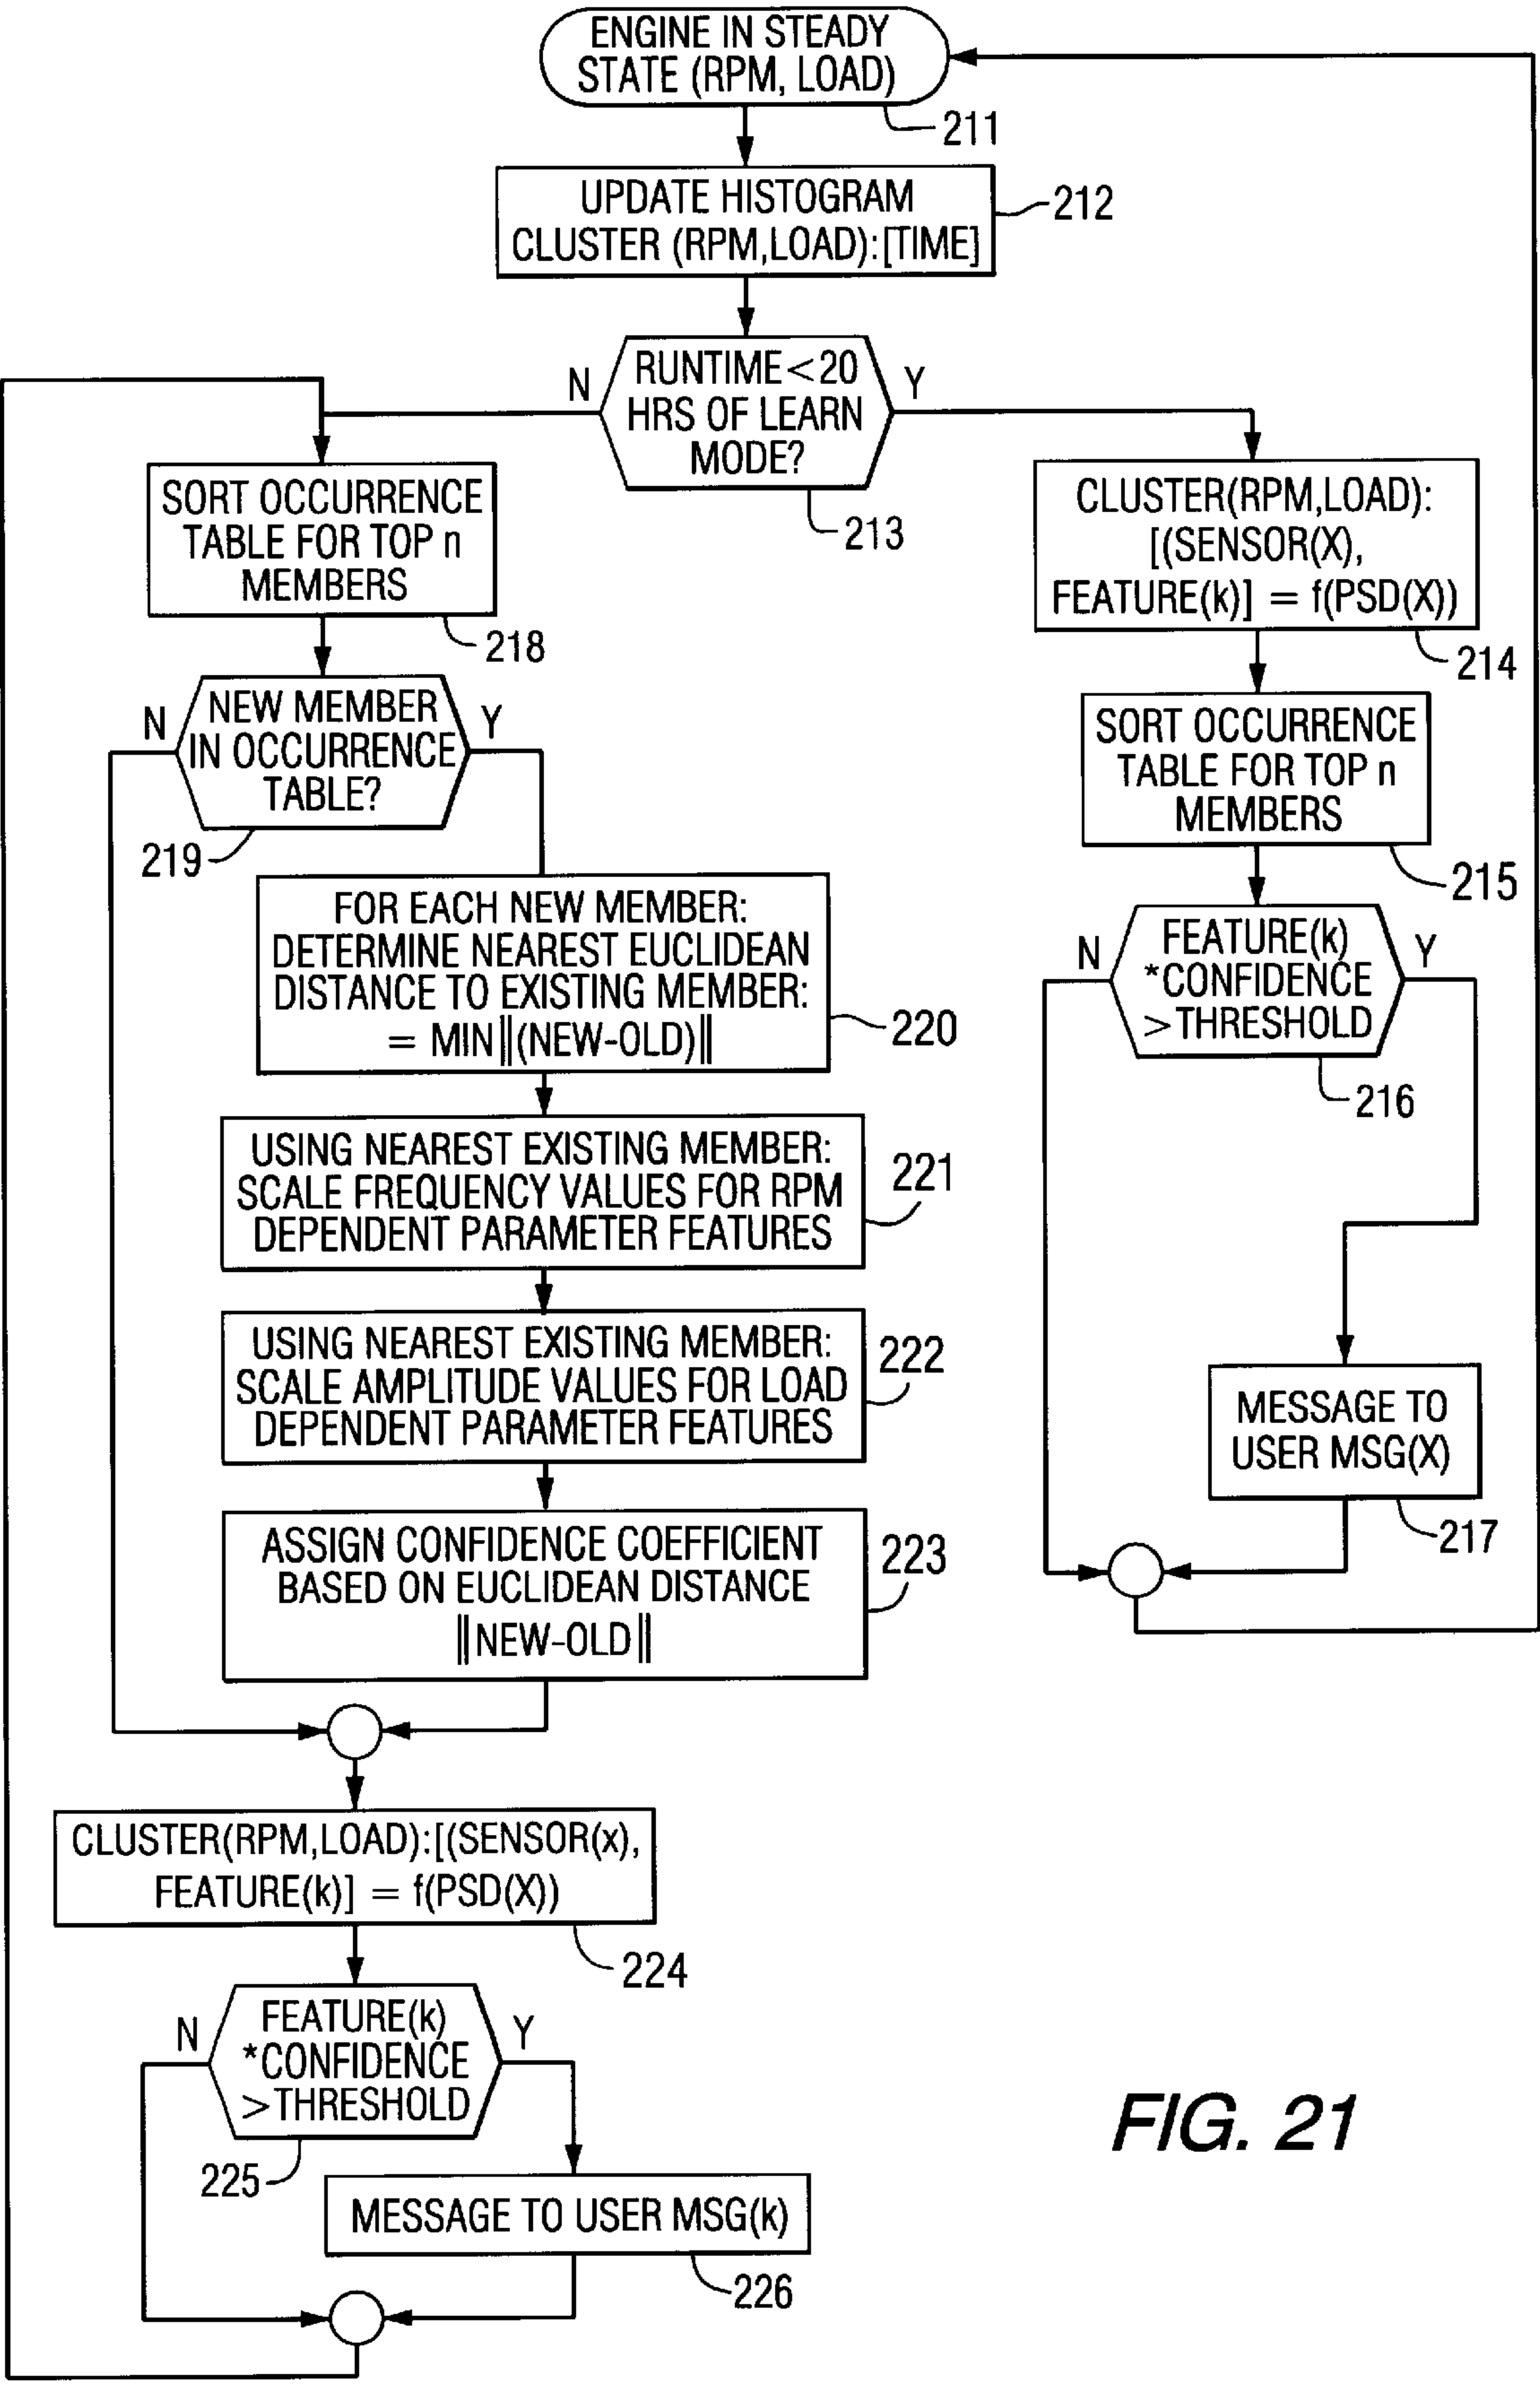 ENGINE IN STEADY
STATE (RPM, LOAD)
211
UPDATE HISTOGRAM
CLUSTER (RPM,LOAD):[TIME]
212
RUNTIME<20
HRS OF LEARN
MODE?
N
Y
213
SORT OCCURRENCE
TABLE FOR TOP n
MEMBERS
218
NEW MEMBER
IN OCCURRENCE
TABLE?
N
Y
219
FOR EACH NEW MEMBER:
DETERMINE NEAREST EUCLIDEAN
DISTANCE TO EXISTING MEMBER:
= MIN‖(NEW-OLD)‖
220
USING NEAREST EXISTING MEMBER:
SCALE FREQUENCY VALUES FOR RPM
DEPENDENT PARAMETER FEATURES
221
USING NEAREST EXISTING MEMBER:
SCALE AMPLITUDE VALUES FOR LOAD
DEPENDENT PARAMETER FEATURES
222
ASSIGN CONFIDENCE COEFFICIENT
BASED ON EUCLIDEAN DISTANCE
‖NEW-OLD‖
223
CLUSTER(RPM,LOAD):[(SENSOR(x),
FEATURE(k)] = f(PSD(X))
224
FEATURE(k)
*CONFIDENCE
>THRESHOLD
N
Y
225
MESSAGE TO USER MSG(k)
226
CLUSTER(RPM,LOAD):
[(SENSOR(X),
FEATURE(k)] = f(PSD(X))
214
SORT OCCURRENCE
TABLE FOR TOP n
MEMBERS
215
FEATURE(k)
*CONFIDENCE
>THRESHOLD
N
Y
216
MESSAGE TO
USER MSG(X)
217
FIG. 21